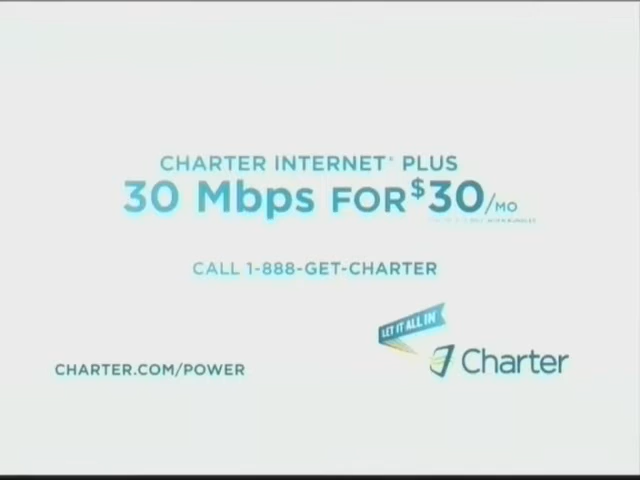 CHARTER INTERNET® PLUS
30 Mbps FOR $30/MO
CALL 1-888-GET-CHARTER
LET IT ALL IN
Charter
CHARTER.COM/POWER